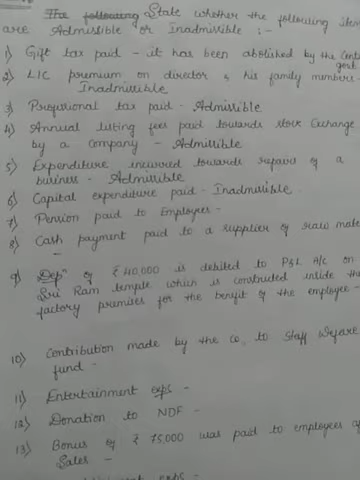 The following State whether the following item
are Admissible or Inadmissible :-
1) Gift tax paid - it has been abolished by the Centr
govt.
2) LIC premium on director & his family members -
Inadmissible
3) Professional tax paid - Admissible
4) Annual listing fees paid towards stock Exchange
by a Company - Admissible
5) Expenditure incurred towards repairs of a
business - Admissible
6) Capital expenditure paid - Inadmissible.
7) Pension paid to Employees -
8) Cash payment paid to a supplier of raw mate
-
9) Depn of ₹ 40,000 is debited to P&L A/c on
Sri Ram temple which is constructed inside the
factory premises for the benefit of the employee -
10) Contribution made by the co. to staff Welfare
fund -
11) Entertainment exps -
12) Donation to NDF -
13) Bonus of ₹ 75,000 was paid to employees of
Sales -
exps -